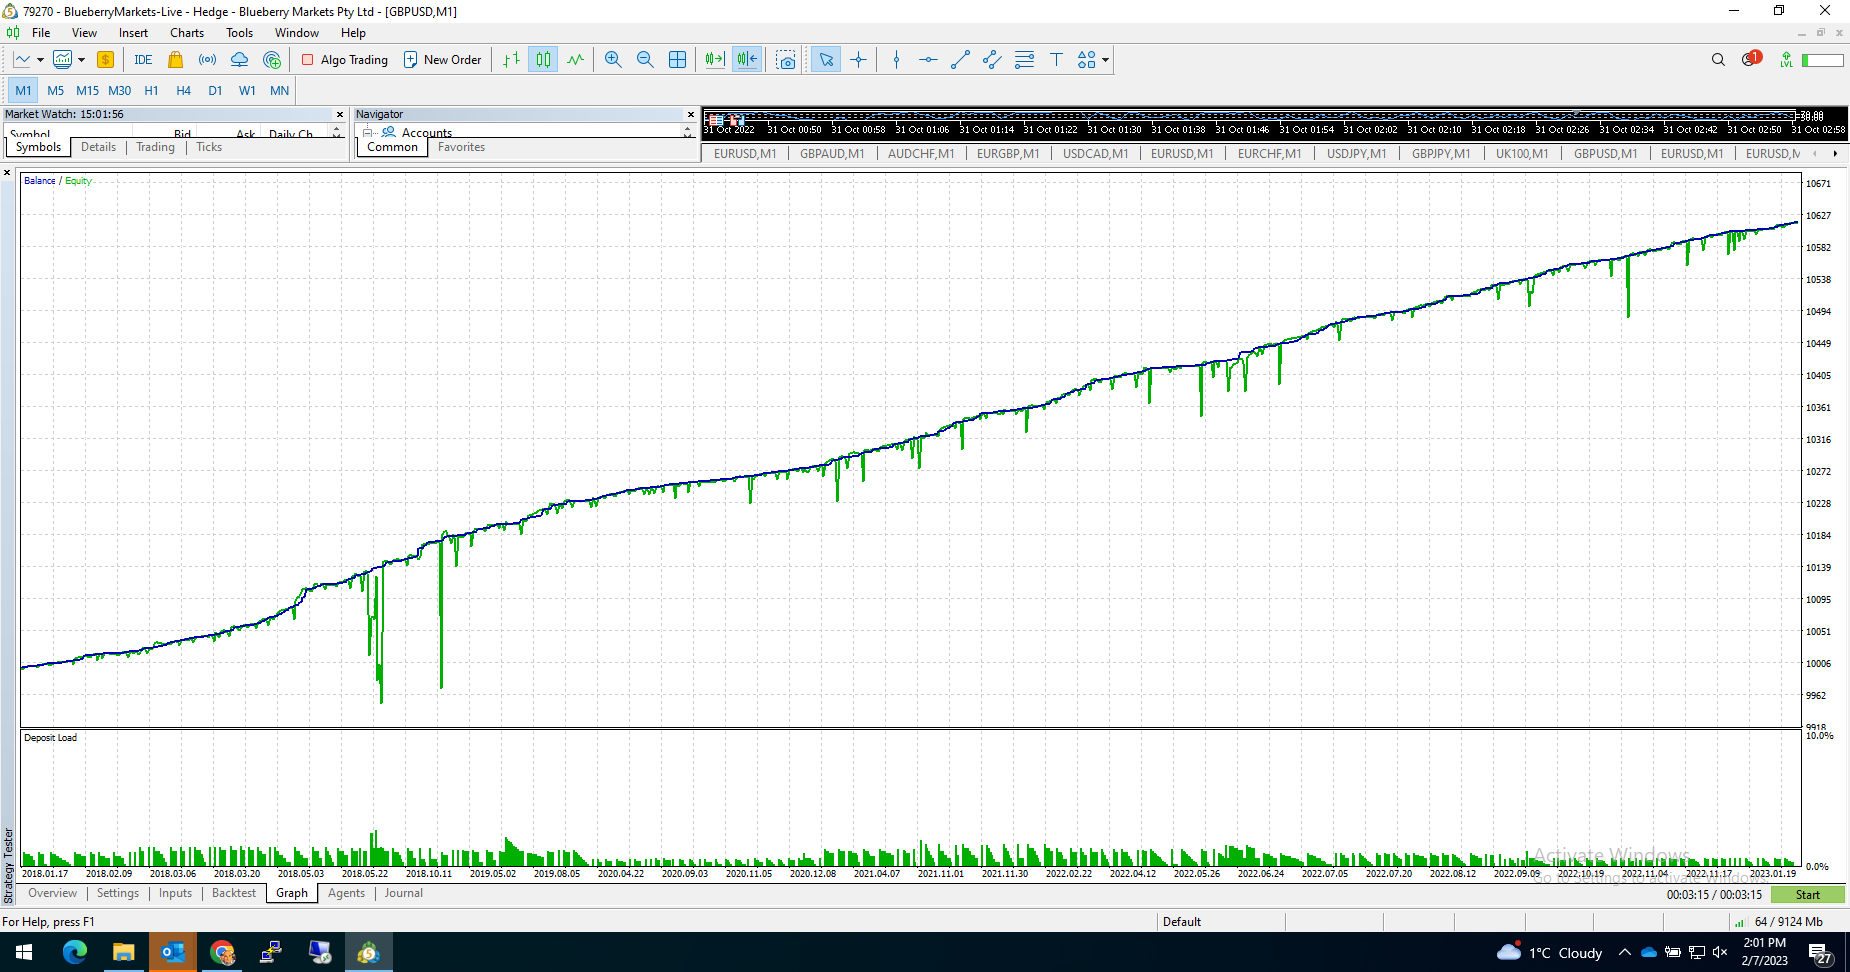 79270 - BlueberryMarkets-Live - Hedge - Blueberry Markets Pty Ltd - [GBPUSD,M1]
File View Insert Charts Tools Window Help
IDE Algo Trading New Order 1 LVL
M1 M5 M15 M30 H1 H4 D1 W1 MN
Market Watch: 15:01:56
Symbol Bid Ask Daily Ch
Symbols Details Trading Ticks
Navigator
Accounts
Common Favorites
31 Oct 2022 31 Oct 00:50 31 Oct 00:58 31 Oct 01:06 31 Oct 01:14 31 Oct 01:22 31 Oct 01:30 31 Oct 01:38 31 Oct 01:46 31 Oct 01:54 31 Oct 02:02 31 Oct 02:10 31 Oct 02:18 31 Oct 02:26 31 Oct 02:34 31 Oct 02:42 31 Oct 02:50 31 Oct 02:58
EURUSD,M1 GBPAUD,M1 AUDCHF,M1 EURGBP,M1 USDCAD,M1 EURUSD,M1 EURCHF,M1 USDJPY,M1 GBPJPY,M1 UK100,M1 GBPUSD,M1 EURUSD,M1 EURUSD,M
Balance / Equity
10671
10627
10582
10538
10494
10449
10405
10361
10316
10272
10228
10184
10139
10095
10051
10006
9962
9918
Deposit Load
10.0%
0.0%
2018.01.17 2018.02.09 2018.03.06 2018.03.20 2018.05.03 2018.05.22 2018.10.11 2019.05.02 2019.08.05 2020.04.22 2020.09.03 2020.11.05 2020.12.08 2021.04.07 2021.11.01 2021.11.30 2022.02.22 2022.04.12 2022.05.26 2022.06.24 2022.07.05 2022.07.20 2022.08.12 2022.09.09 2022.10.19 2022.11.04 2022.11.17 2023.01.19
Activate Windows
Go to Settings to activate Windows.
Strategy Tester
Overview Settings Inputs Backtest Graph Agents Journal
00:03:15 / 00:03:15 Start
For Help, press F1 Default 64 / 9124 Mb
1°C Cloudy
2:01 PM
2/7/2023
27